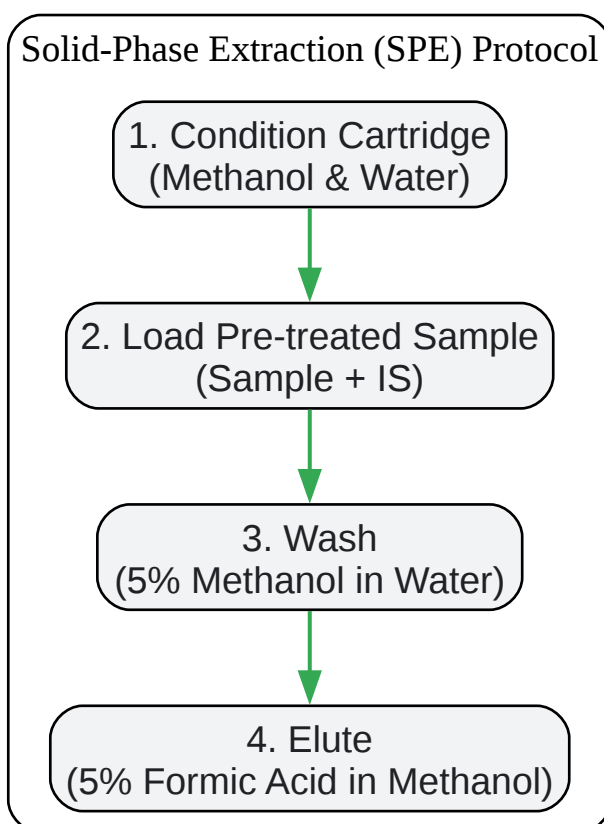 Solid-Phase Extraction (SPE) Protocol
1. Condition Cartridge
(Methanol & Water)
2. Load Pre-treated Sample
(Sample + IS)
3. Wash
(5% Methanol in Water)
4. Elute
(5% Formic Acid in Methanol)